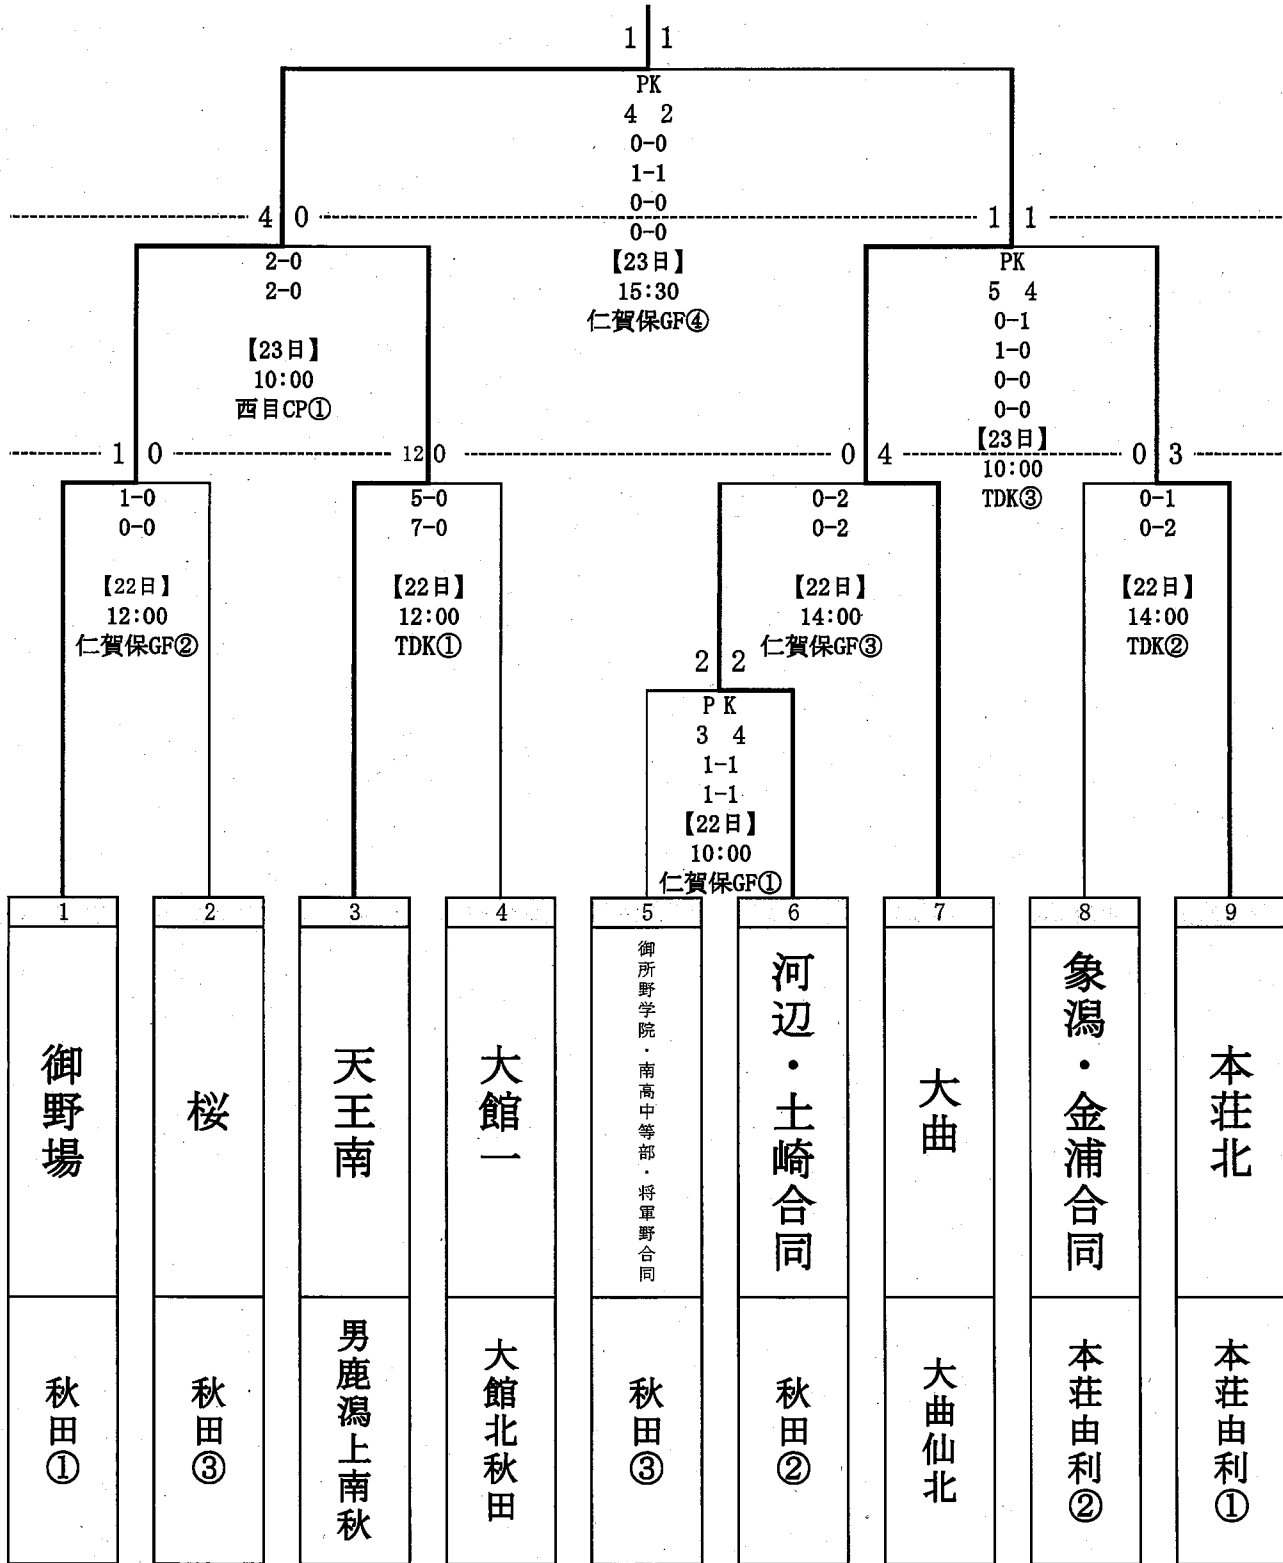 1 1
PK
4 2
0-0
1-1
0-0
0-0
【23日】
15:30
仁賀保GF④
4 0
2-0
2-0
【23日】
10:00
西目CP①
1 1
PK
5 4
0-1
1-0
0-0
0-0
【23日】
10:00
TDK③
1 0
1-0
0-0
【22日】
12:00
仁賀保GF②
12 0
5-0
7-0
【22日】
12:00
TDK①
0 4
0-2
0-2
【22日】
14:00
仁賀保GF③
0 3
0-1
0-2
【22日】
14:00
TDK②
2 2
PK
3 4
1-1
1-1
【22日】
10:00
仁賀保GF①
1
御野場
秋田①
2
桜
秋田③
3
天王南
男鹿潟上南秋
4
大館一
大館北秋田
5
御所野学院・南高中等部・将軍野合同
秋田③
6
河辺・土崎合同
秋田②
7
大曲
大曲仙北
8
象潟・金浦合同
本荘由利②
9
本荘北
本荘由利①